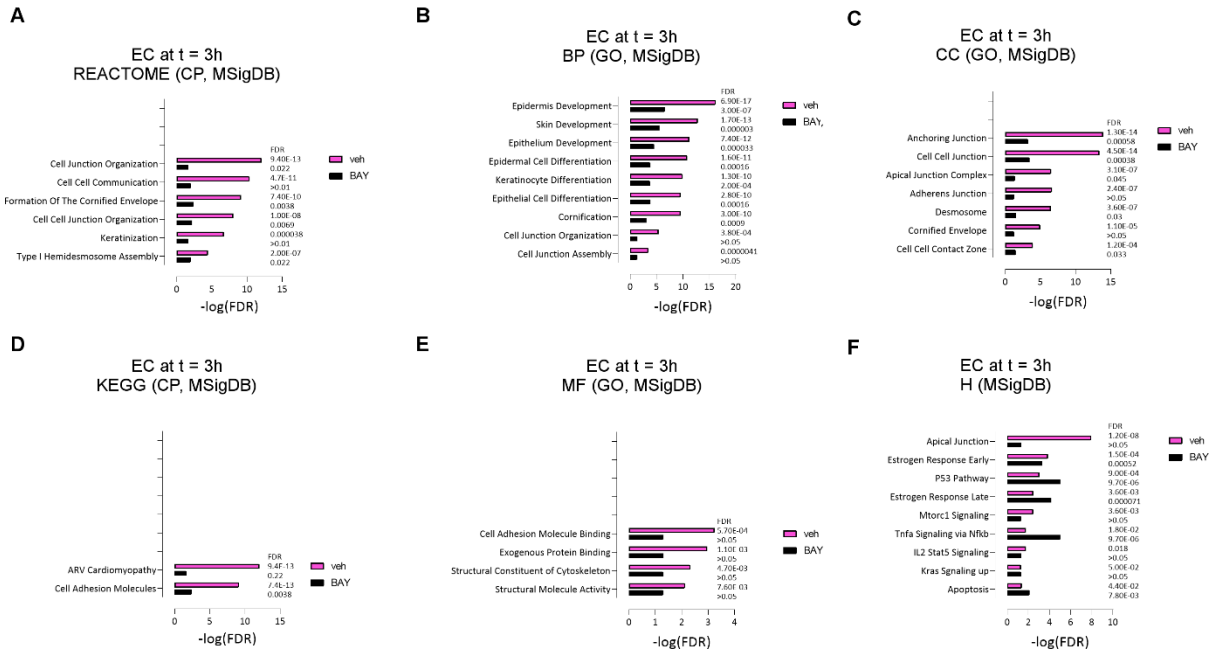 A
EC at t = 3h
REACTOME (CP, MSigDB)
FDR
Cell Junction Organization
9.40E-13
0.022
Cell Cell Communication
4.7E-11
>0.01
Formation Of The Cornified Envelope
7.40E-10
0.0038
Cell Cell Junction Organization
1.00E-08
0.0069
Keratinization
0.000038
>0.01
Type I Hemidesmosome Assembly
2.00E-07
0.022
veh
BAY
0 5 10 15
-log(FDR)
B
EC at t = 3h
BP (GO, MSigDB)
FDR
Epidermis Development
6.90E-17
3.00E-07
Skin Development
1.70E-13
0.000003
Epithelium Development
7.40E-12
0.000033
Epidermal Cell Differentiation
1.60E-11
0.00016
Keratinocyte Differentiation
1.30E-10
2.00E-04
Epithelial Cell Differentiation
2.80E-10
0.00016
Cornification
3.00E-10
0.0009
Cell Junction Organization
3.80E-04
>0.05
Cell Junction Assembly
0.0000041
>0.05
veh
BAY,
0 5 10 15 20
-log(FDR)
C
EC at t = 3h
CC (GO, MSigDB)
FDR
Anchoring Junction
1.30E-14
0.00058
Cell Cell Junction
4.50E-14
0.00038
Apical Junction Complex
3.10E-07
0.045
Adherens Junction
2.40E-07
>0.05
Desmosome
3.60E-07
0.03
Cornified Envelope
1.10E-05
>0.05
Cell Cell Contact Zone
1.20E-04
0.033
veh
BAY
0 5 10 15
-log(FDR)
D
EC at t = 3h
KEGG (CP, MSigDB)
FDR
ARV Cardiomyopathy
9.4F-13
0.22
Cell Adhesion Molecules
7.4F-13
0.0038
veh
BAY
0 5 10 15
-log(FDR)
E
EC at t = 3h
MF (GO, MSigDB)
FDR
Cell Adhesion Molecule Binding
5.70E-04
>0.05
Exogenous Protein Binding
1.10E 03
>0.05
Structural Constituent of Cytoskeleton
4.70E-03
>0.05
Structural Molecule Activity
7.60E 03
>0.05
veh
BAY
0 1 2 3 4
-log(FDR)
F
EC at t = 3h
H (MSigDB)
FDR
Apical Junction
1.20E-08
>0.05
Estrogen Response Early
1.50E-04
0.00052
P53 Pathway
9.00E-04
9.70E-06
Estrogen Response Late
3.60E-03
0.000071
Mtorc1 Signaling
3.60E-03
>0.05
Tnfa Signaling via Nfkb
1.80E-02
9.70E-06
IL2 Stat5 Signaling
0.018
>0.05
Kras Sgnaling up
5.00E-02
>0.05
Apoptosis
4.40E-02
7.80E-03
veh
BAY
0 2 4 6 8 10
-log(FDR)